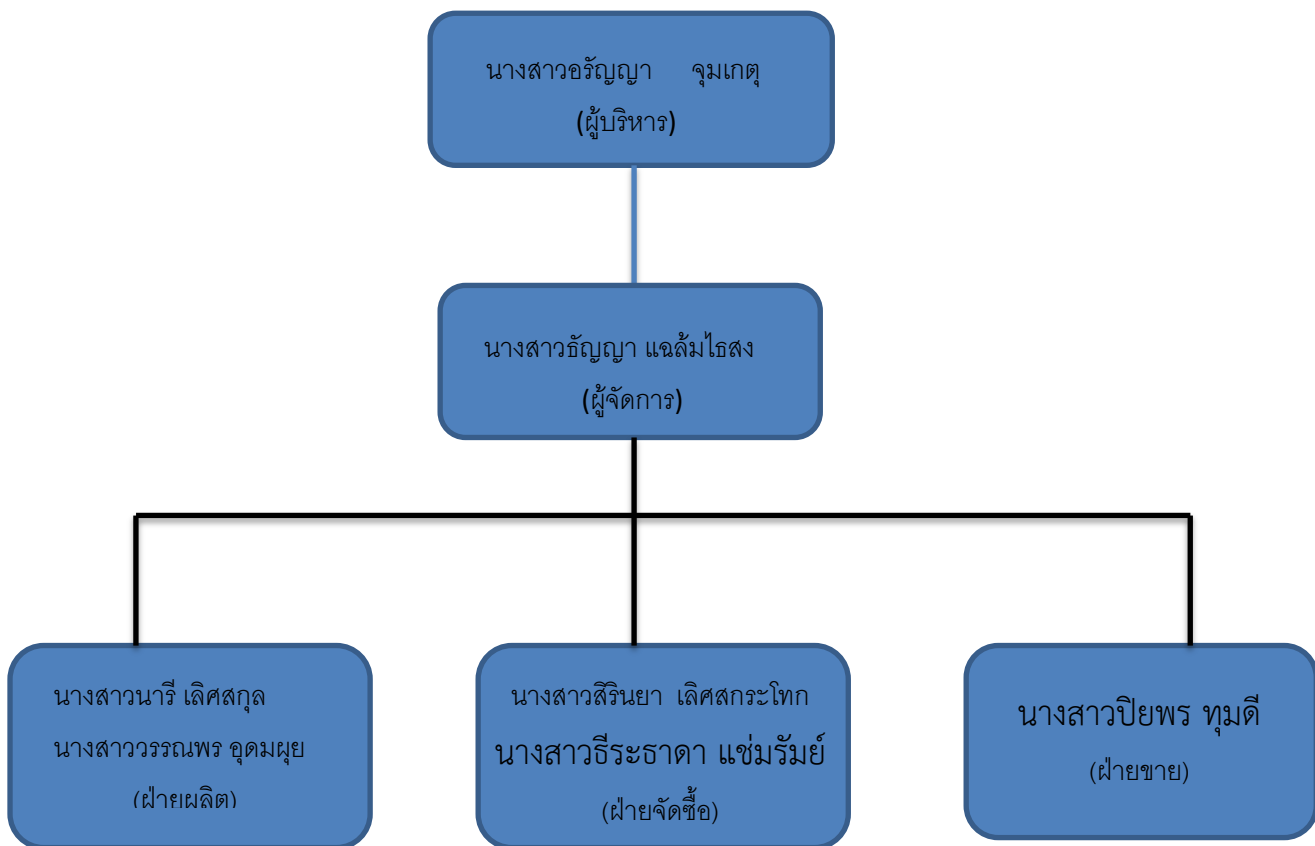 นางสาวอรัญญา จุมเกตุ
(ผู้บริหาร)
นางสาวธัญญา แฉล้มไธสง
(ผู้จัดการ)
นางสาวนารี เลิศสกุล
นางสาววรรณพร อุดมผุย
(ฝ่ายผลิต)
นางสาวสิรินยา เลิศสกระโทก
นางสาวธีระธาดา แช่มรัมย์
(ฝ่ายจัดซื้อ)
นางสาวปิยพร ทุมดี
(ฝ่ายขาย)